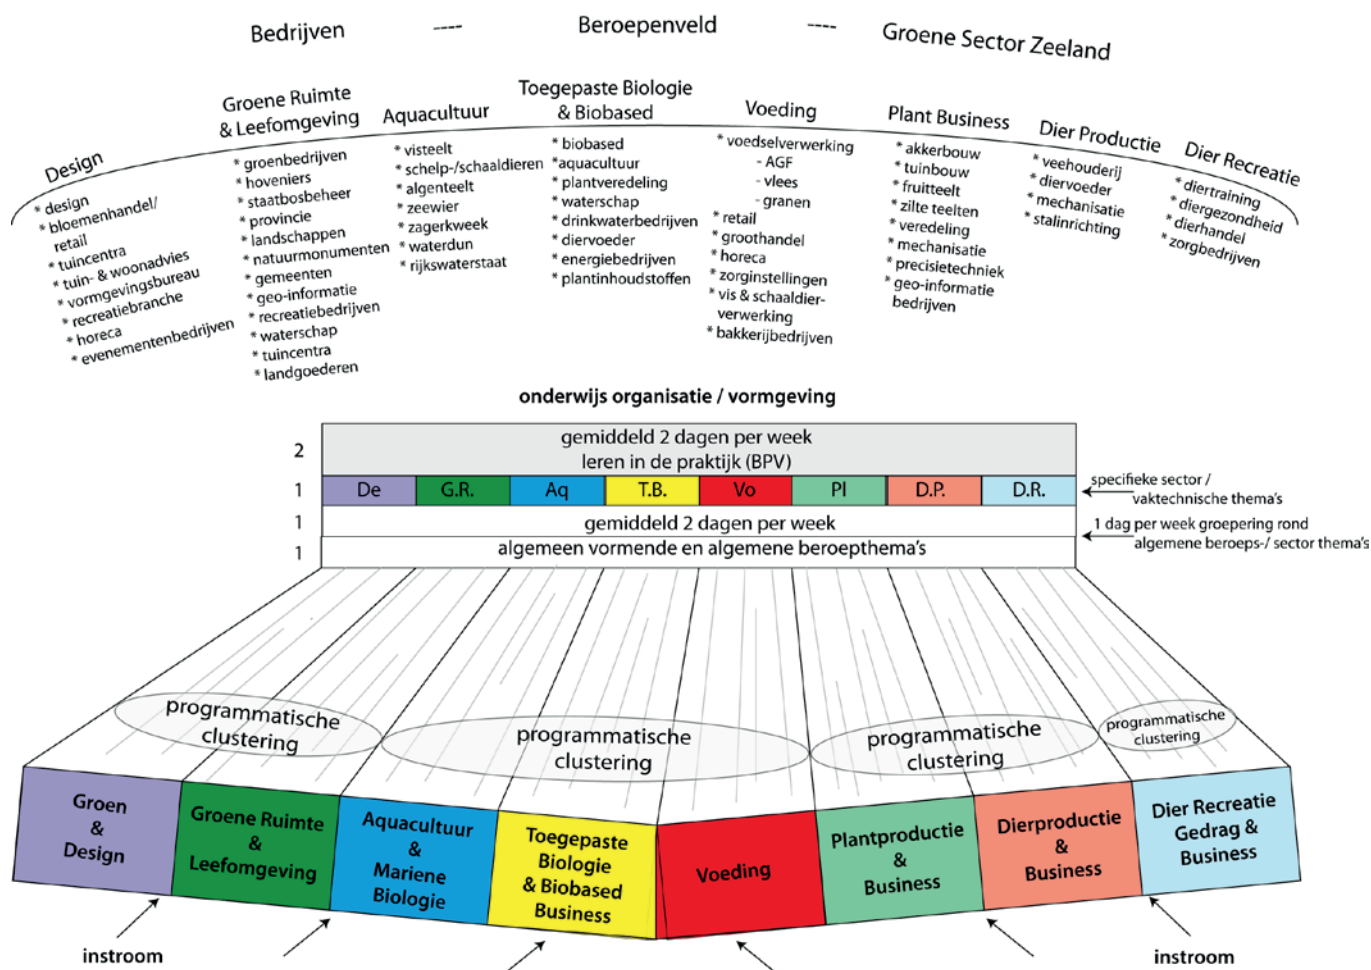 Bedrijven ---- Beroepenveld ---- Groene Sector Zeeland
Design
* design
* bloemenhandel/
retail
* tuincentra
* tuin- & woonadvies
* vormgevingsbureau
* recreatiebranche
* horeca
* evenementenbedrijven
Groene Ruimte
& Leefomgeving
* groenbedrijven
* hoveniers
* staatbosbeheer
* provincie
* landschappen
* natuurmonumenten
* gemeenten
* geo-informatie
* recreatiebedrijven
* waterschap
* tuincentra
* landgoederen
Aquacultuur
* visteelt
* schelp-/schaaldieren
* algenteelt
* zeewier
* zagerkweek
* waterdun
* rijkswaterstaat
Toegepaste Biologie
& Biobased
* biobased
*aquacultuur
* plantveredeling
* waterschap
* drinkwaterbedrijven
* diervoeder
* energiebedrijven
* plantinhoudstoffen
Voeding
* voedselverwerking
- AGF
- vlees
- granen
* retail
* groothandel
* horeca
* zorginstellingen
* vis & schaaldier-
verwerking
* bakkerijbedrijven
Plant Business
* akkerbouw
* tuinbouw
* fruitteelt
* zilte teelten
* veredeling
* mechanisatie
* precisietechniek
* geo-informatie
bedrijven
Dier Productie
* veehouderij
* diervoeder
* mechanisatie
* stalinrichting
Dier Recreatie
* diertraining
* diergezondheid
* dierhandel
* zorgbedrijven
onderwijs organisatie / vormgeving
2
gemiddeld 2 dagen per week
leren in de praktijk (BPV)
1 De G.R. Aq T.B. Vo Pl D.P. D.R.
specifieke sector /
vaktechnische thema's
1 gemiddeld 2 dagen per week
1 algemeen vormende en algemene beroepthema's
1 dag per week groepering rond
algemene beroeps-/ sector thema's
programmatische
clustering
programmatische
clustering
programmatische
clustering
programmatische
clustering
Groen
&
Design
Groene Ruimte
&
Leefomgeving
Aquacultuur
&
Mariene
Biologie
Toegepaste
Biologie
& Biobased
Business
Voeding
Plantproductie
&
Business
Dierproductie
&
Business
Dier Recreatie
Gedrag &
Business
instroom
instroom